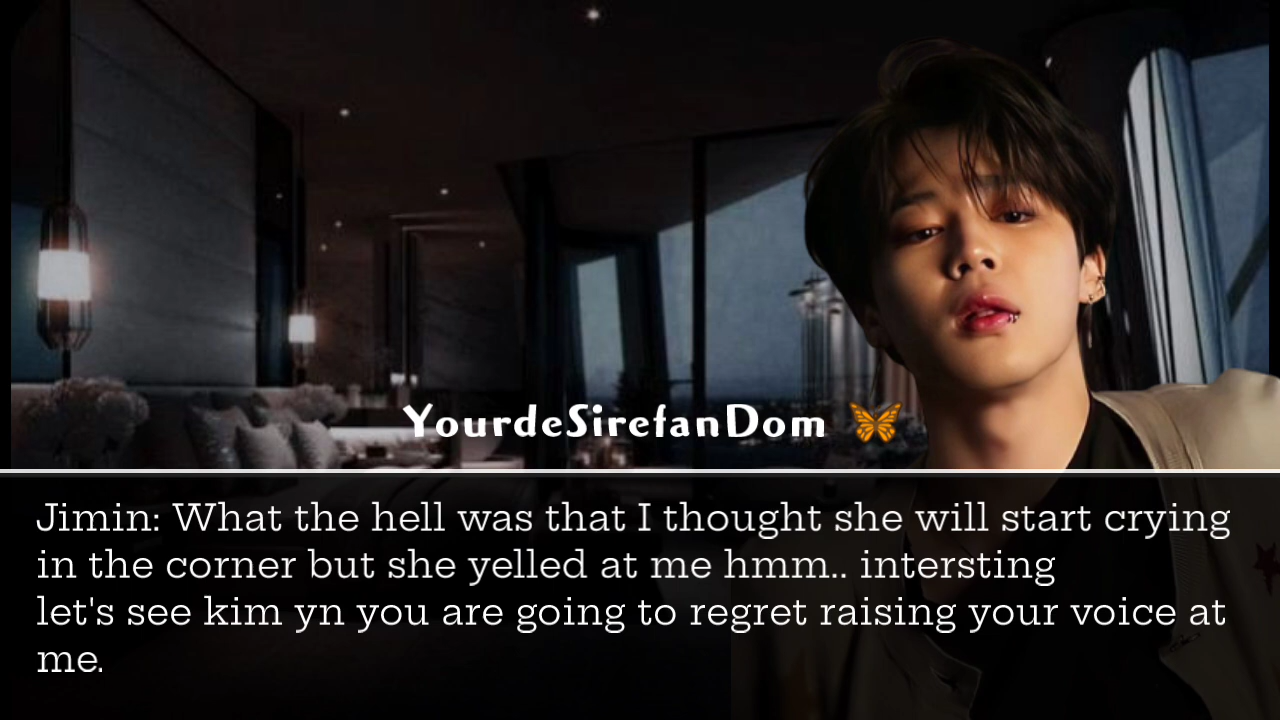 YourdeSirefanDom 🦋
Jimin: What the hell was that I thought she will start crying
in the corner but she yelled at me hmm.. intersting
let's see kim yn you are going to regret raising your voice at
me.